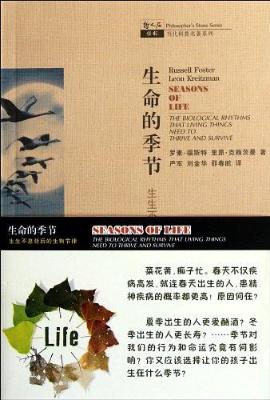 哲人石
丛书
Philosopher's Stone Series
当代科普名著系列
生命的季节
生生不
Russell Foster
Leon Kreitzman
SEASONS
OF
LIFE
THE BIOLOGICAL RHYTHMS
THAT LIVING THINGS
NEED TO
THRIVE AND SURVIVE
罗素·福斯特 里昂·克赖茨曼 著
严军 刘金华 邵春眩 译
生命的季节
生生不息背后的生物节律
SEASONS OF LIFE
THE BIOLOGICAL RHYTHMS THAT LIVING THINGS
NEED TO THRIVE AND SURVIVE
Life
菜花黄，痴子忙。春天不仅疾
病高发，就连春天出生的人，患精
神疾病的概率都更高！原因何在？
夏季出生的人更爱酗酒？冬
季出生的人更长寿？……季节对
我们的行为和命运究竟有何影
响？你又应该选择让你的孩子出
生在什么季节？